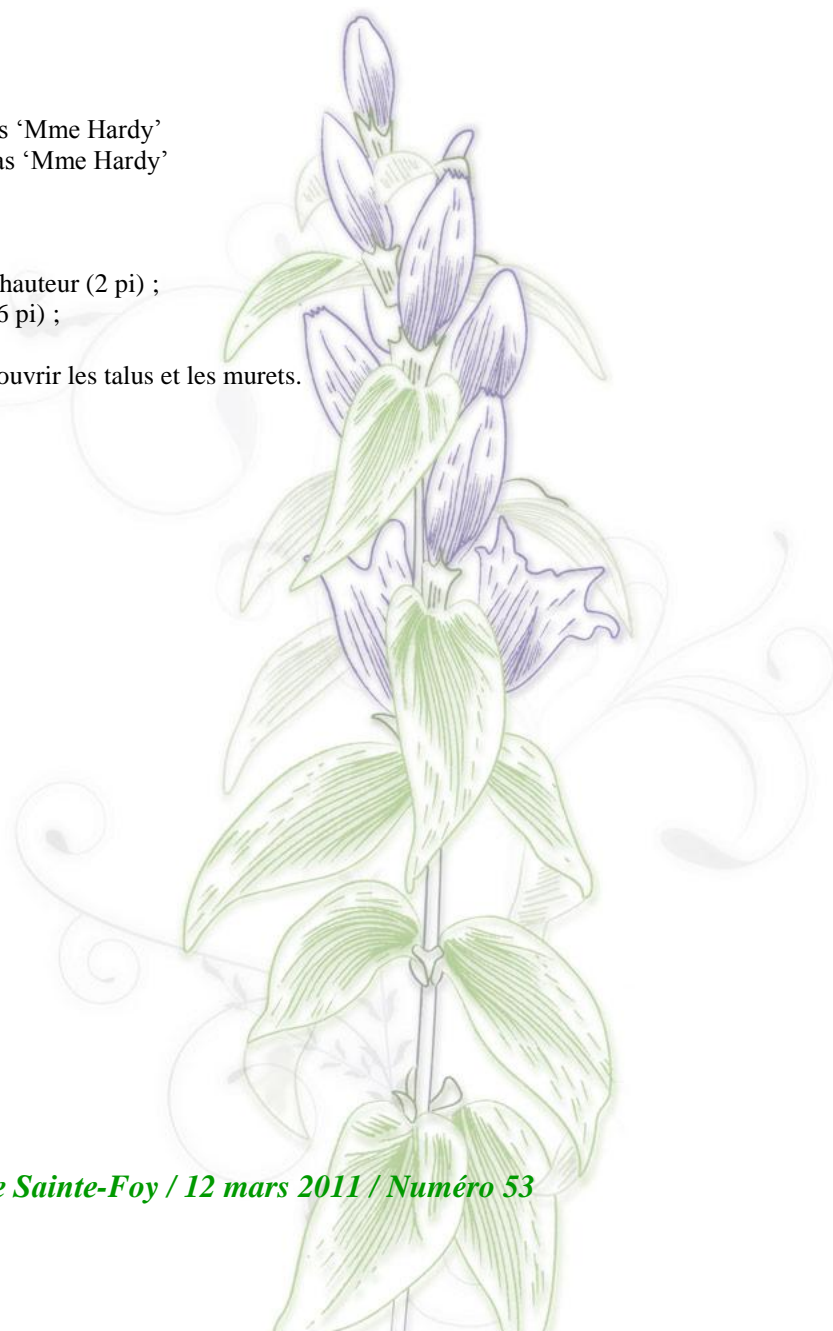 s ‘Mme Hardy’
as ‘Mme Hardy’
hauteur (2 pi) ;
6 pi) ;
ouvrir les talus et les murets.
e Sainte-Foy / 12 mars 2011 / Numéro 53